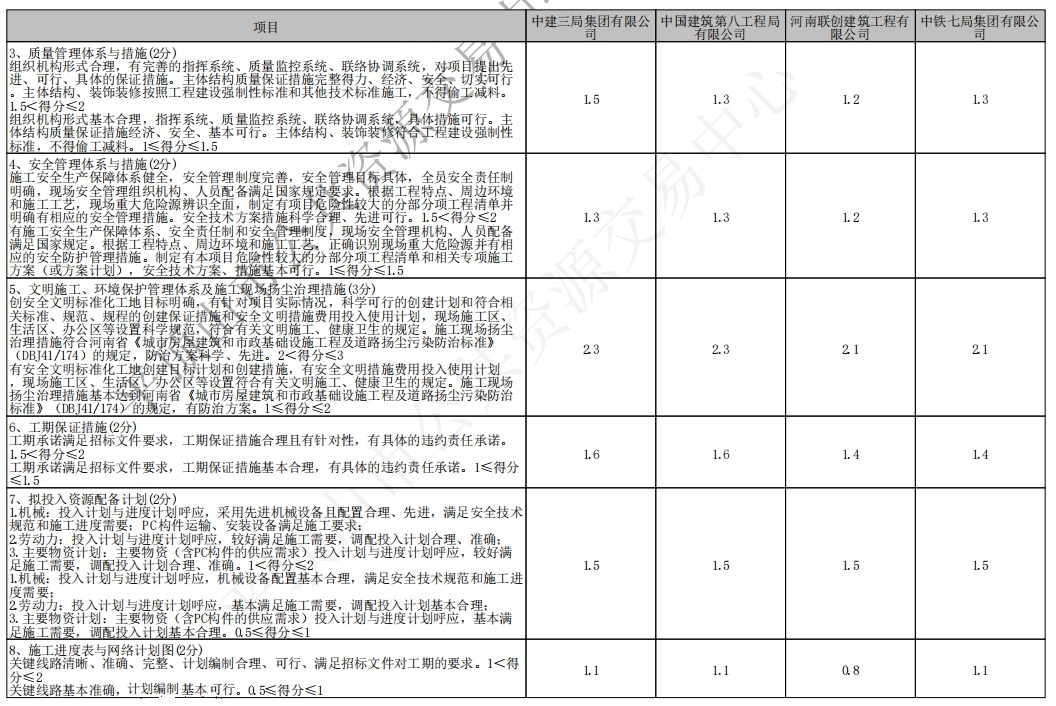 项目
中建三局集团有限公
司
中国建筑第八工程局
有限公司
河南联创建筑工程有
限公司
中铁七局集团有限公
司
3、质量管理体系与措施(2分)
组织机构形式合理，有完善的指挥系统、质量监控系统、联络协调系统，对项目提出先
进、可行、具体的保证措施。主体结构质量保证措施完整得力、经济、安全、切实可行
。主体结构、装饰装修按照工程建设强制性标准和其他技术标准施工，不得偷工减料。
1.5<得分≤2
组织机构形式基本合理，指挥系统、质量监控系统、联络协调系统，具体措施可行。主
体结构质量保证措施经济、安全、基本可行。主体结构、装饰装修符合工程建设强制性
标准，不得偷工减料。1≤得分≤1.5
1.5
1.3
1.2
1.3
4、安全管理体系与措施(2分)
施工安全生产保障体系健全，安全管理制度完善，安全管理目标具体，全员安全责任制
明确，现场安全管理组织机构、人员配备满足国家规定要求。根据工程特点、周边环境
和施工工艺，现场重大危险源辨识全面，制定有项目危险性较大的分部分项工程清单并
明确有相应的安全管理措施。安全技术方案措施科学合理、先进可行。1.5<得分≤2
有施工安全生产保障体系、安全责任制和安全管理制度，现场安全管理机构、人员配备
满足国家规定。根据工程特点、周边环境和施工工艺，正确识别现场重大危险源并有相
应的安全防护管理措施。制定有本项目危险性较大的分部分项工程清单和相关专项施工
方案（或方案计划），安全技术方案、措施基本可行。1≤得分≤1.5
1.3
1.3
1.2
1.3
5、文明施工、环境保护管理体系及施工现场扬尘治理措施(3分)
创安全文明标准化工地目标明确，有针对项目实际情况，科学可行的创建计划和符合相
关标准、规范、规程的创建保证措施和安全文明措施费用投入使用计划，现场施工区、
生活区、办公区等设置科学规范，符合有关文明施工、健康卫生的规定。施工现场扬尘
治理措施符合河南省《城市房屋建筑和市政基础设施工程及道路扬尘污染防治标准》
（DBJ41/174）的规定，防治方案科学、先进。2<得分≤3
有安全文明标准化工地创建目标计划和创建措施，有安全文明措施费用投入使用计划
，现场施工区、生活区、办公区等设置符合有关文明施工、健康卫生的规定。施工现场
扬尘治理措施基本达到河南省《城市房屋建筑和市政基础设施工程及道路扬尘污染防治
标准》（DBJ41/174）的规定，有防治方案。1≤得分≤2
2.3
2.3
2.1
2.1
6、工期保证措施(2分)
工期承诺满足招标文件要求，工期保证措施合理且有针对性，有具体的违约责任承诺。
1.5<得分≤2
工期承诺满足招标文件要求，工期保证措施基本合理，有具体的违约责任承诺。1≤得分
≤1.5
1.6
1.6
1.4
1.4
7、拟投入资源配备计划(2分)
1.机械：投入计划与进度计划呼应，采用先进机械设备且配置合理、先进，满足安全技术
规范和施工进度需要；PC构件运输、安装设备满足施工要求；
2.劳动力：投入计划与进度计划呼应，较好满足施工需要，调配投入计划合理、准确；
3.主要物资计划：主要物资（含PC构件的供应需求）投入计划与进度计划呼应，较好满
足施工需要，调配投入计划合理、准确。1<得分≤2
1.机械：投入计划与进度计划呼应，机械设备配置基本合理，满足安全技术规范和施工进
度需要；
2.劳动力：投入计划与进度计划呼应，基本满足施工需要，调配投入计划基本合理；
3.主要物资计划：主要物资（含PC构件的供应需求）投入计划与进度计划呼应，基本满
足施工需要，调配投入计划基本合理。0.5≤得分≤1
1.5
1.5
1.5
1.5
8、施工进度表与网络计划图(2分)
关键线路清晰、准确、完整、计划编制合理、可行、满足招标文件对工期的要求。1<得
分≤2
关键线路基本准确，计划编制基本可行。0.5≤得分≤1
1.1
1.1
0.8
1.1